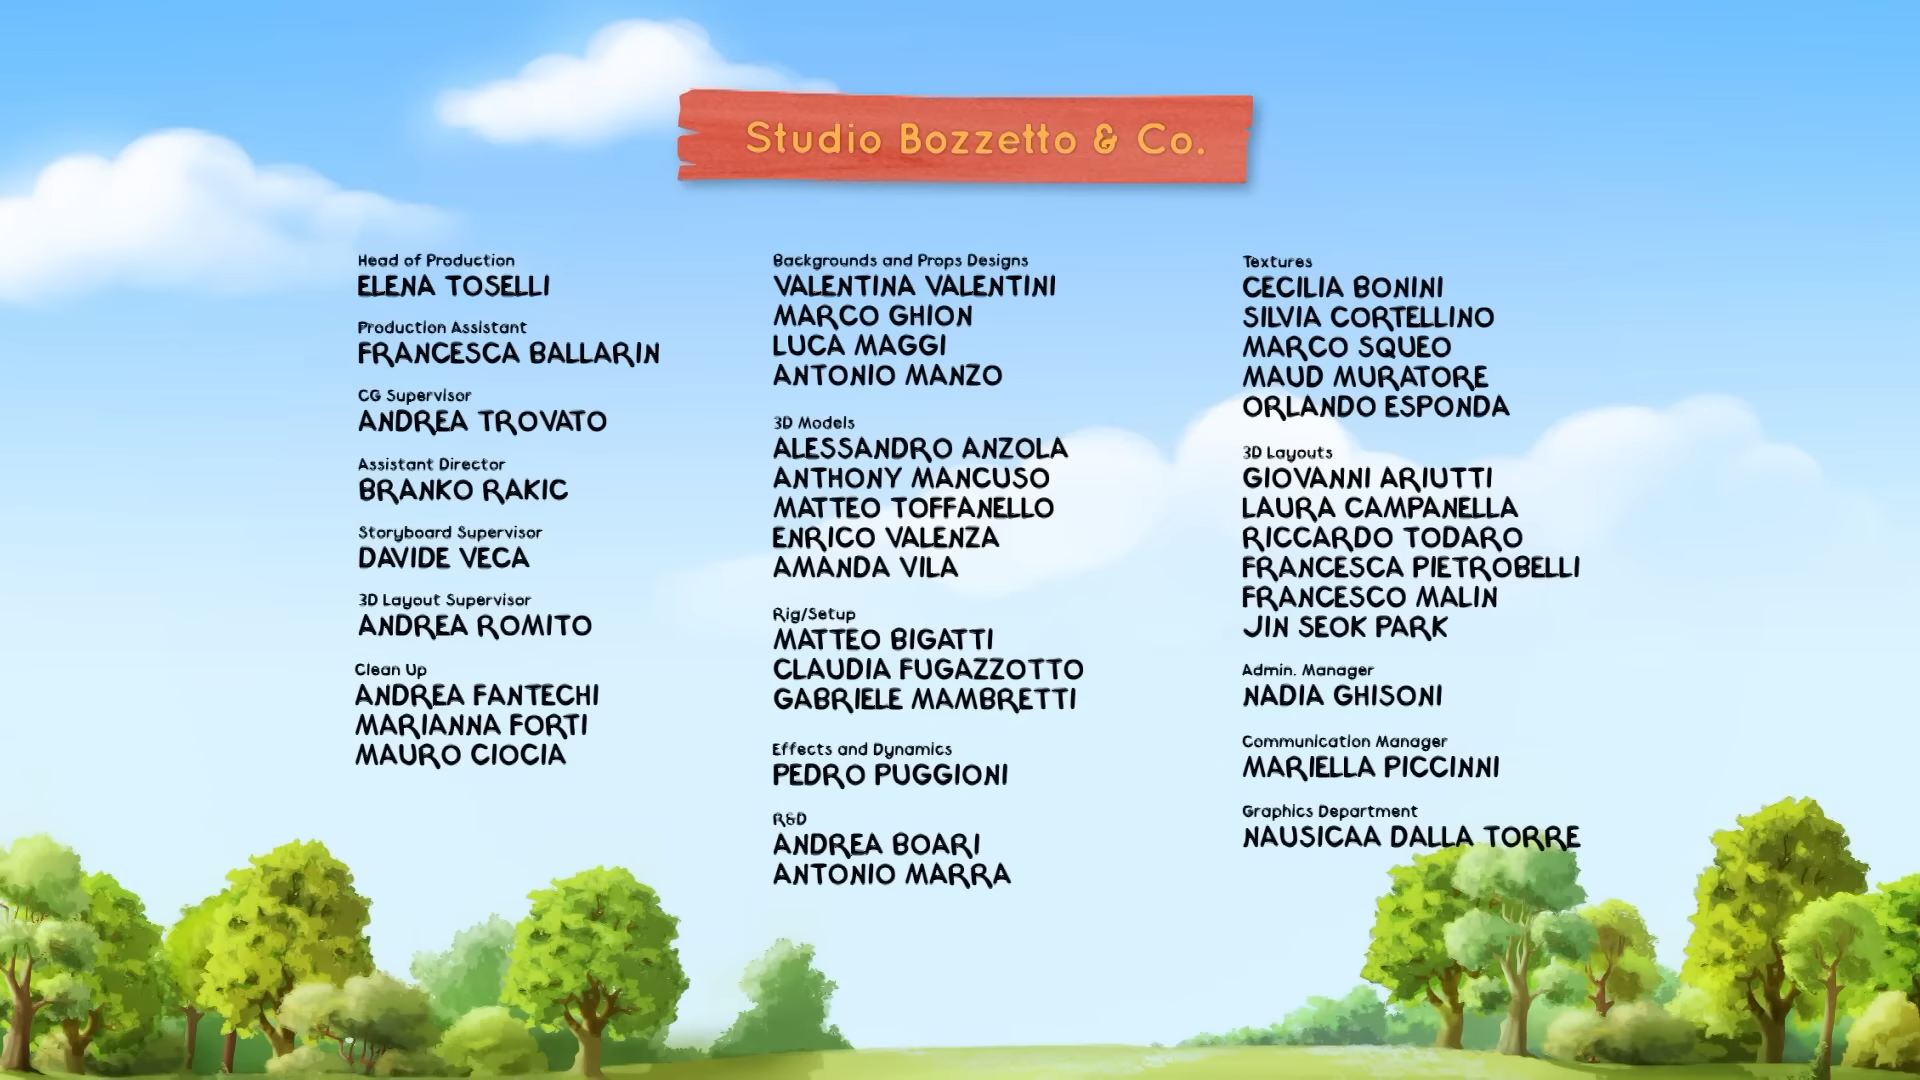 Studio Bozzetto & Co.
Head of Production
ELENA TOSELLI
Production Assistant
FRANCESCA BALLARIN
CG Supervisor
ANDREA TROVATO
Assistant Director
BRANKO RAKIC
Storyboard Supervisor
DAVIDE VECA
3D Layout Supervisor
ANDREA ROMITO
Clean Up
ANDREA FANTECHI
MARIANNA FORTI
MAURO CIOCIA
Backgrounds and Props Designs
VALENTINA VALENTINI
MARCO GHION
LUCA MAGGI
ANTONIO MANZO
3D Models
ALESSANDRO ANZOLA
ANTHONY MANCUSO
MATTEO TOFFANELLO
ENRICO VALENZA
AMANDA VILA
Rig/Setup
MATTEO BIGATTI
CLAUDIA FUGAZZOTTO
GABRIELE MAMBRETTI
Effects and Dynamics
PEDRO PUGGIONI
R&D
ANDREA BOARI
ANTONIO MARRA
Textures
CECILIA BONINI
SILVIA CORTELLINO
MARCO SQUEO
MAUD MURATORE
ORLANDO ESPONDA
3D Layouts
GIOVANNI ARIUTTI
LAURA CAMPANELLA
RICCARDO TODARO
FRANCESCA PIETROBELLI
FRANCESCO MALIN
JIN SEOK PARK
Admin. Manager
NADIA GHISONI
Communication Manager
MARIELLA PICCINNI
Graphics Department
NAUSICAA DALLA TORRE